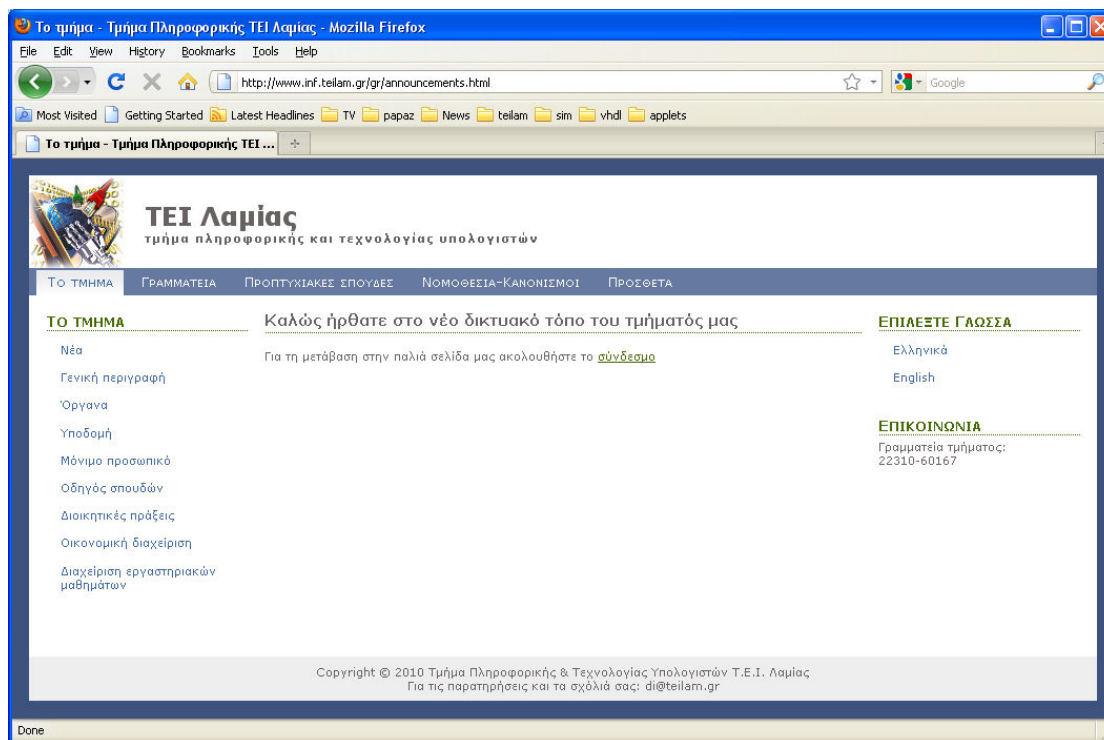 Το τμήμα - Τμήμα Πληροφορικής ΤΕΙ Λαμίας - Mozilla Firefox
File Edit View History Bookmarks Tools Help
http://www.inf.teilam.gr/gr/announcements.html
Google
Most Visited Getting Started Latest Headlines TV papaz News teilam sim vhdl applets
Το τμήμα - Τμήμα Πληροφορικής ΤΕΙ ...
ΤΕΙ Λαμίας
τμήμα πληροφορικής και τεχνολογίας υπολογιστών
ΤΟ ΤΜΗΜΑ ΓΡΑΜΜΑΤΕΙΑ ΠΡΟΠΤΥΧΙΑΚΕΣ ΣΠΟΥΔΕΣ ΝΟΜΟΘΕΣΙΑ-ΚΑΝΟΝΙΣΜΟΙ ΠΡΟΣΘΕΤΑ
ΤΟ ΤΜΗΜΑ
Νέα
Γενική περιγραφή
Όργανα
Υποδομή
Μόνιμο προσωπικό
Οδηγός σπουδών
Διοικητικές πράξεις
Οικονομική διαχείριση
Διαχείριση εργαστηριακών
μαθημάτων
Καλώς ήρθατε στο νέο δικτυακό τόπο του τμήματός μας
Για τη μετάβαση στην παλιά σελίδα μας ακολουθήστε το σύνδεσμο
ΕΠΙΛΕΞΤΕ ΓΛΩΣΣΑ
Ελληνικά
English
ΕΠΙΚΟΙΝΩΝΙΑ
Γραμματεία τμήματος:
22310-60167
Copyright © 2010 Τμήμα Πληροφορικής & Τεχνολογίας Υπολογιστών Τ.Ε.Ι. Λαμίας
Για τις παρατηρήσεις και τα σχόλιά σας: di@teilam.gr
Done